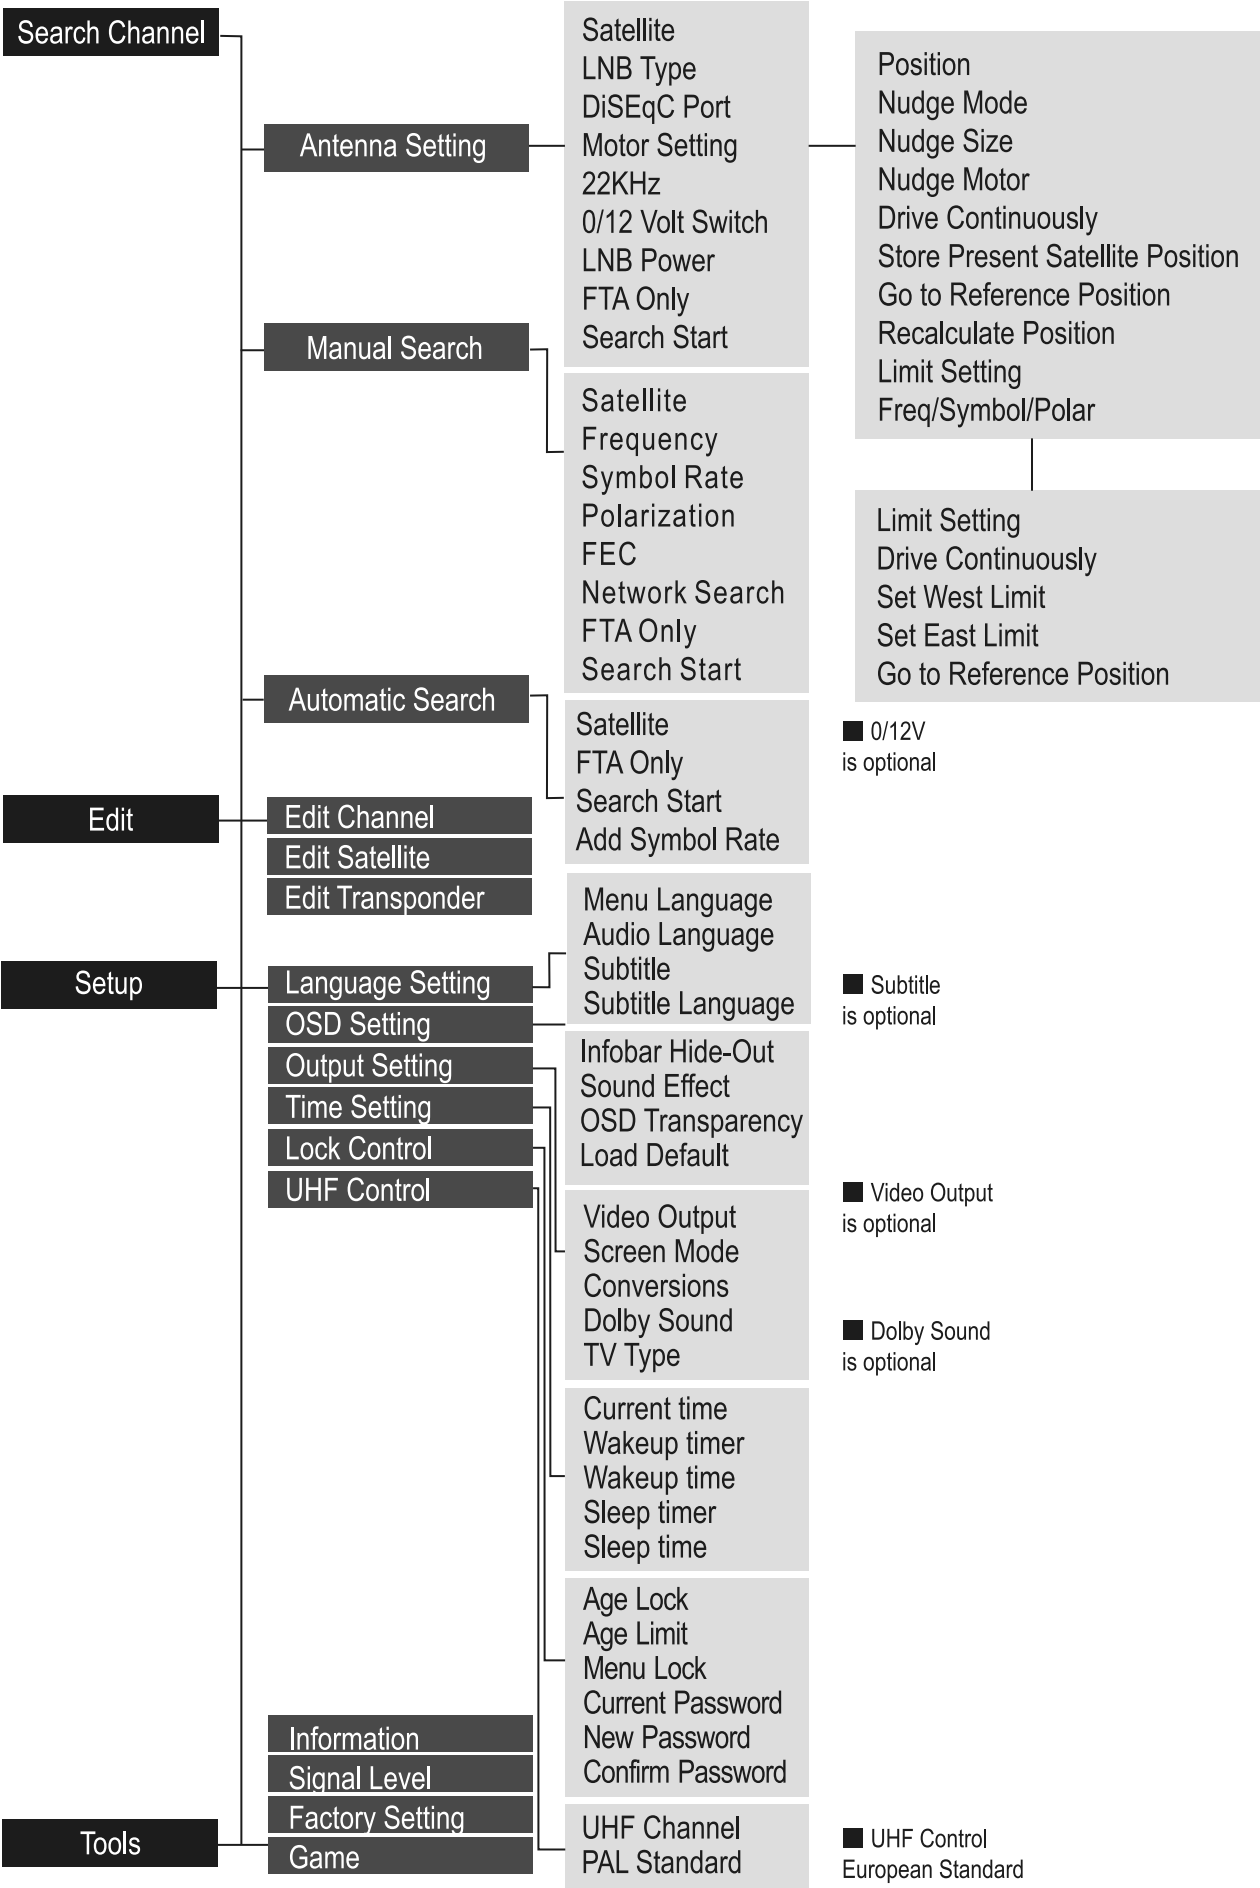 Search Channel
Antenna Setting
Satellite
LNB Type
DiSEqC Port
Motor Setting
22KHz
0/12 Volt Switch
LNB Power
FTA Only
Search Start
Position
Nudge Mode
Nudge Size
Nudge Motor
Drive Continuously
Store Present Satellite Position
Go to Reference Position
Recalculate Position
Limit Setting
Freq/Symbol/Polar
Limit Setting
Drive Continuously
Set West Limit
Set East Limit
Go to Reference Position
Manual Search
Satellite
Frequency
Symbol Rate
Polarization
FEC
Network Search
FTA Only
Search Start
Automatic Search
Satellite
FTA Only
Search Start
Add Symbol Rate
0/12V
is optional
Edit
Edit Channel
Edit Satellite
Edit Transponder
Setup
Language Setting
OSD Setting
Output Setting
Time Setting
Lock Control
UHF Control
Menu Language
Audio Language
Subtitle
Subtitle Language
Subtitle
is optional
Infobar Hide-Out
Sound Effect
OSD Transparency
Load Default
Video Output
Screen Mode
Conversions
Dolby Sound
TV Type
Video Output
is optional
Dolby Sound
is optional
Current time
Wakeup timer
Wakeup time
Sleep timer
Sleep time
Age Lock
Age Limit
Menu Lock
Current Password
New Password
Confirm Password
UHF Channel
PAL Standard
UHF Control
European Standard
Tools
Information
Signal Level
Factory Setting
Game